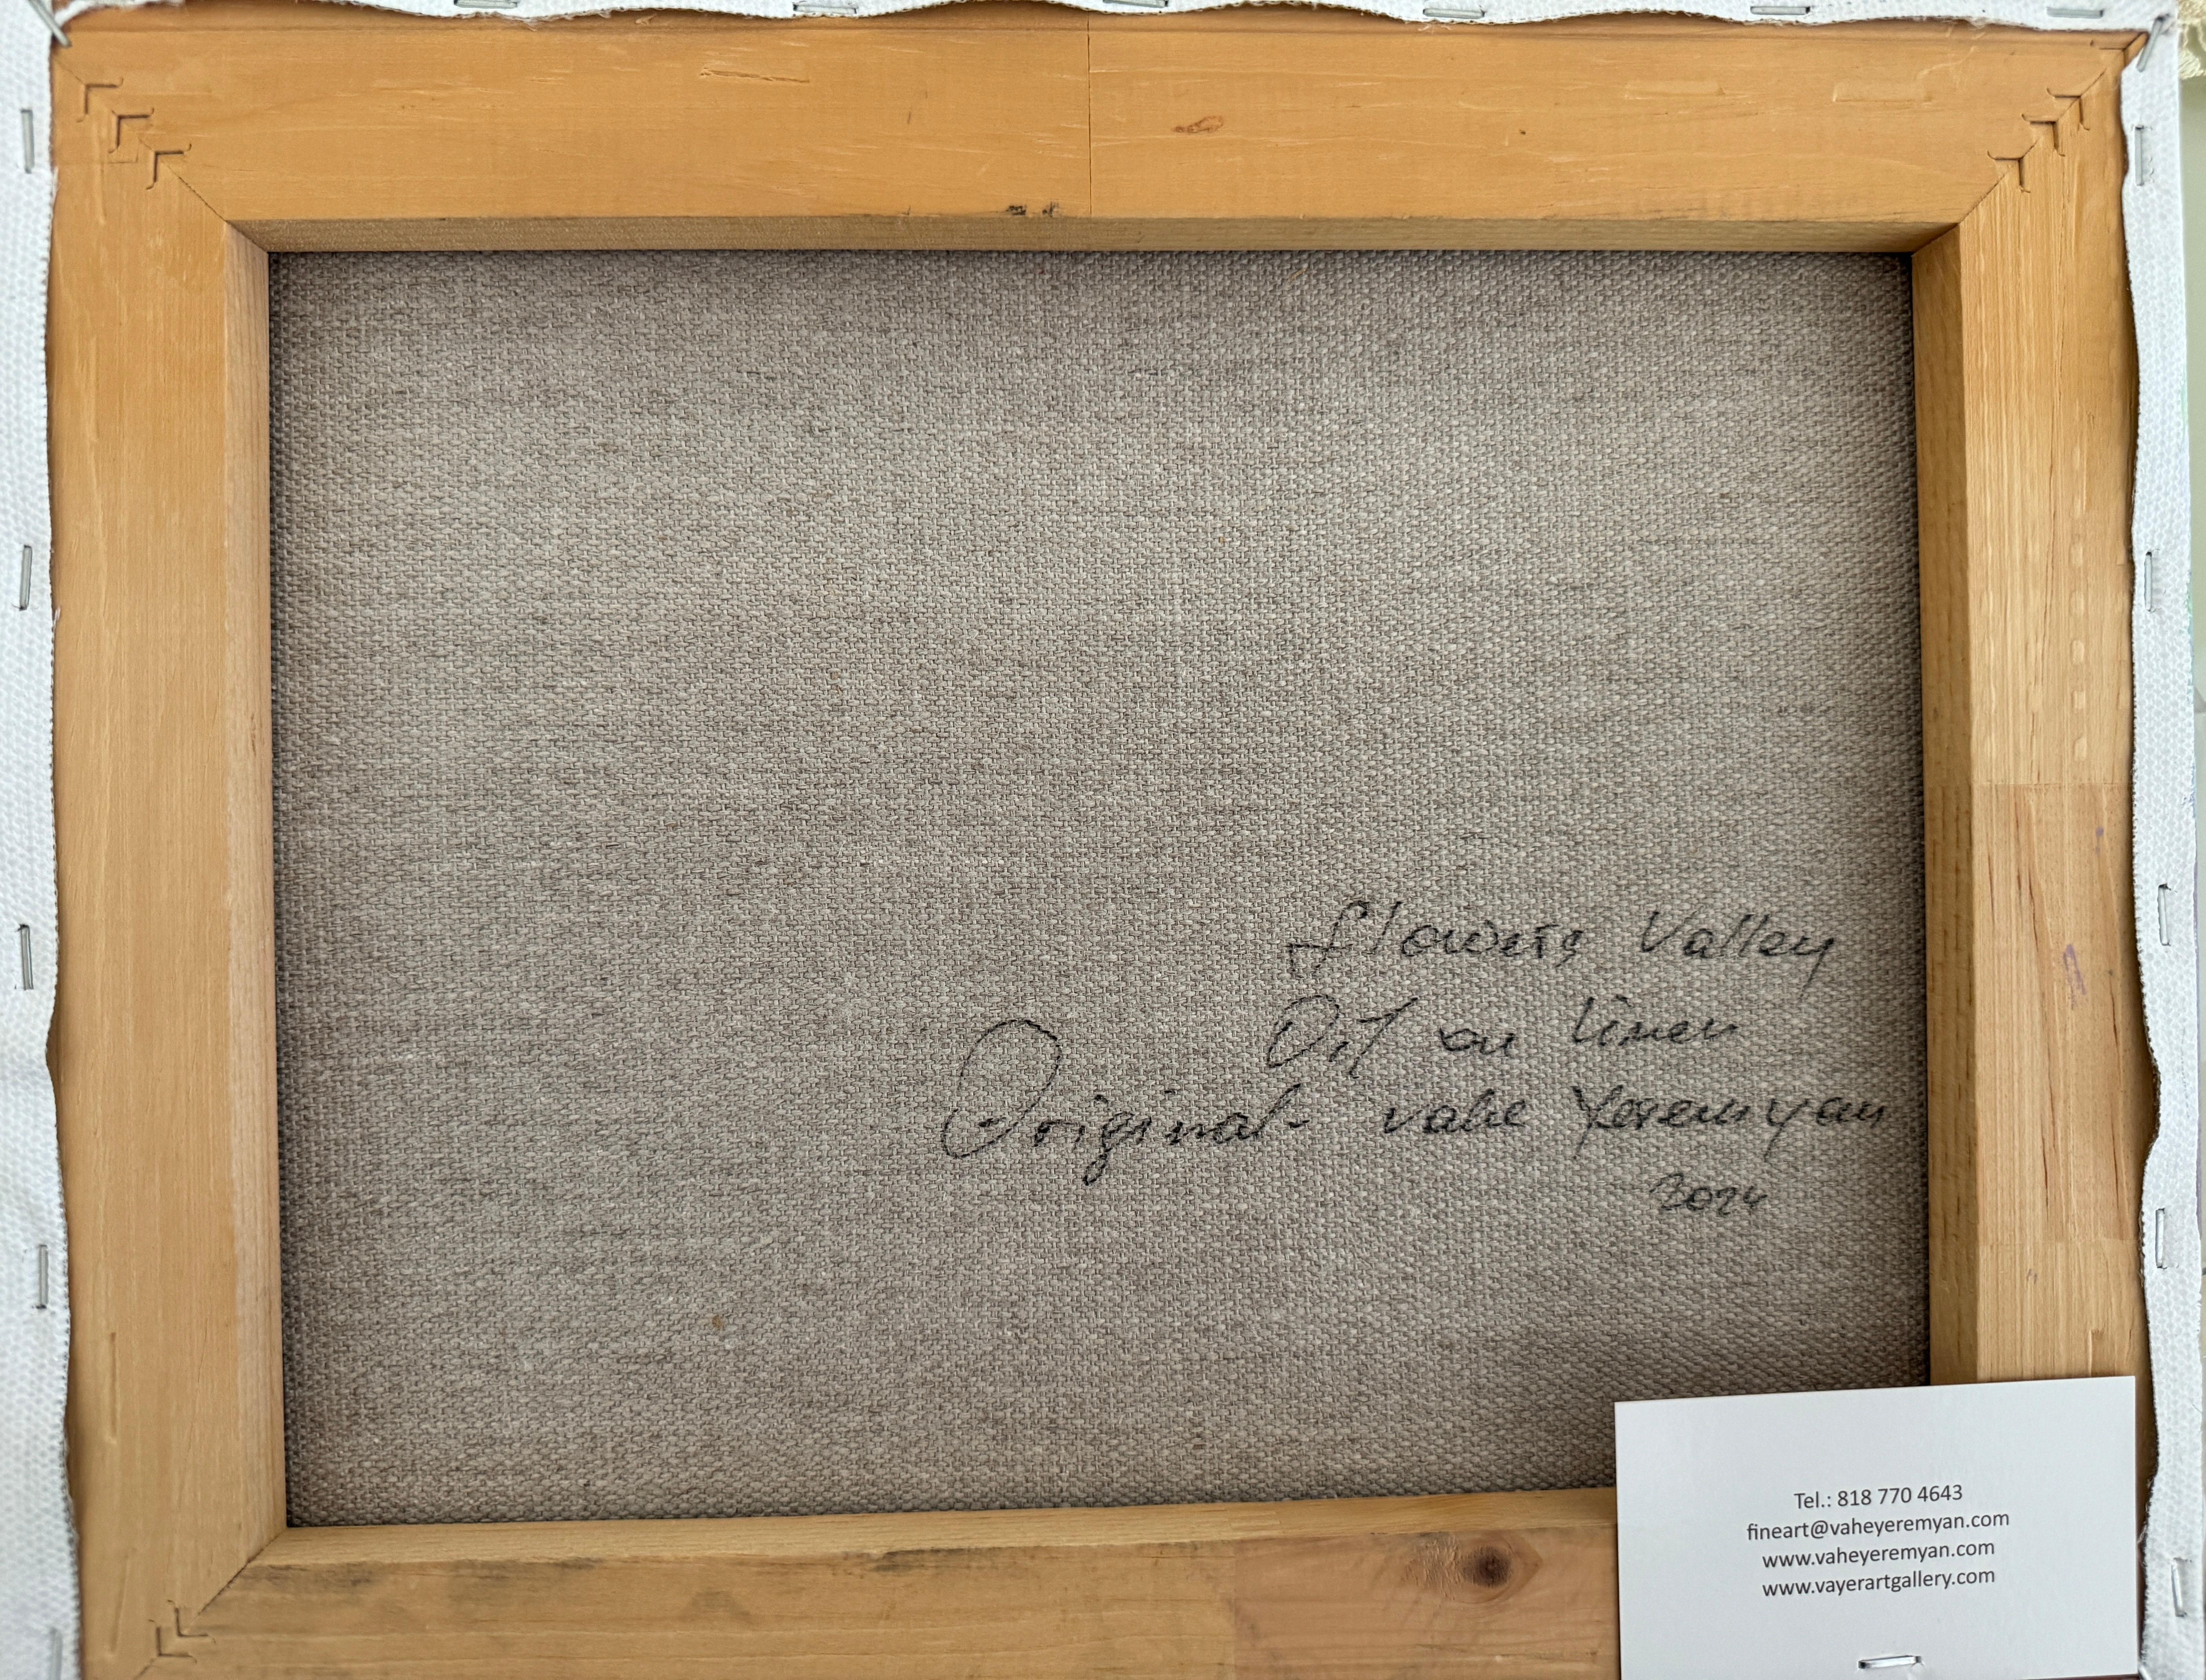 flowers Valley
Oil on linen
Original vahe Yeremyan
2024
Tel.: 818 770 4643
fineart@vaheyeremyan.com
www.vaheyeremyan.com
www.vayerartgallery.com